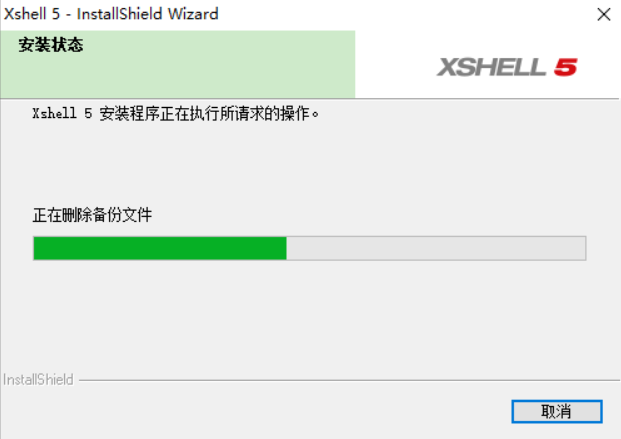 Xshell 5 - InstallShield Wizard
安装状态
XSHELL 5
Xshell 5 安装程序正在执行所请求的操作。
正在删除备份文件
InstallShield
取消